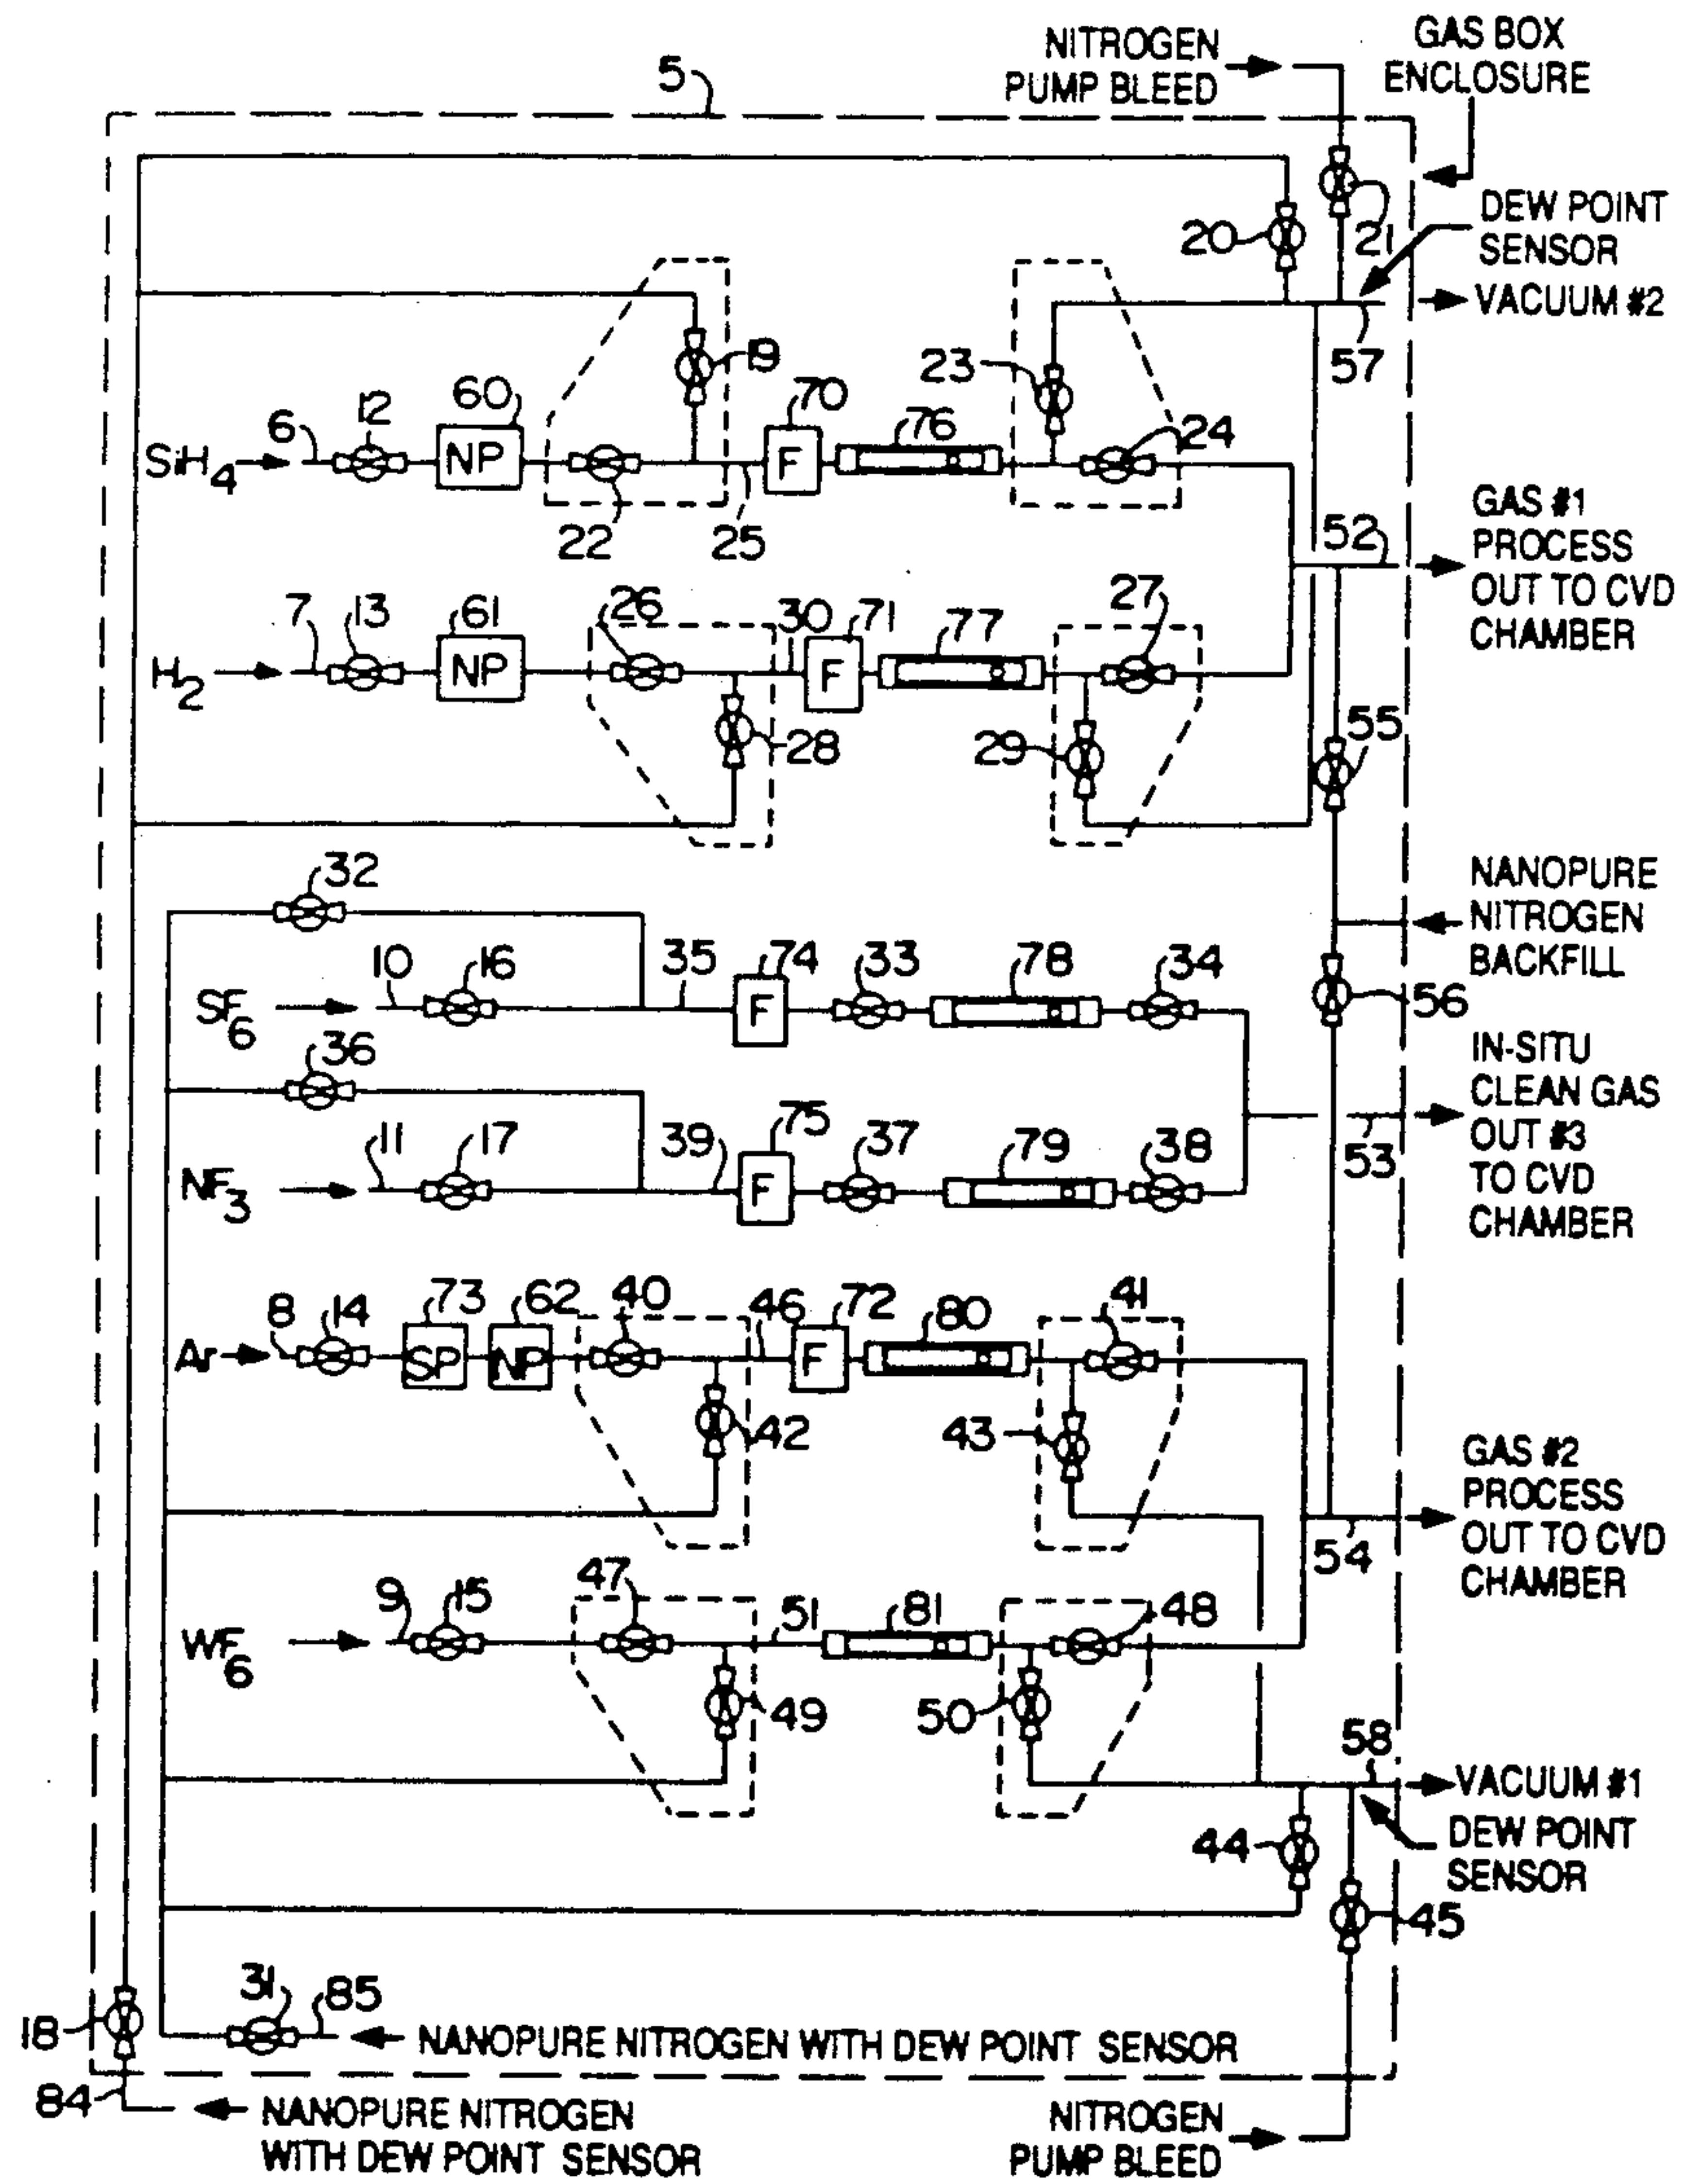 NITROGEN
PUMP BLEED
GAS BOX
ENCLOSURE
5
20
21
DEW POINT
SENSOR
VACUUM #2
57
19
23
SiH4
6
12
60
NP
22
25
70
F
76
24
GAS #1
PROCESS
OUT TO CVD
CHAMBER
52
H2
7
13
61
NP
26
28
30
71
F
77
27
29
55
NANOPURE
NITROGEN
BACKFILL
56
32
SF6
10
16
35
74
F
33
78
34
IN-SITU
CLEAN GAS
OUT #3
TO CVD
CHAMBER
53
36
NF3
11
17
39
75
F
37
79
38
Ar
8
14
73
SP
62
NP
40
42
46
72
F
80
41
43
GAS #2
PROCESS
OUT TO CVD
CHAMBER
54
WF6
9
15
47
49
51
81
50
48
58
VACUUM #1
DEW POINT
SENSOR
44
45
18
31
85
NANOPURE NITROGEN WITH DEW POINT SENSOR
84
NANOPURE NITROGEN
WITH DEW POINT SENSOR
NITROGEN
PUMP BLEED